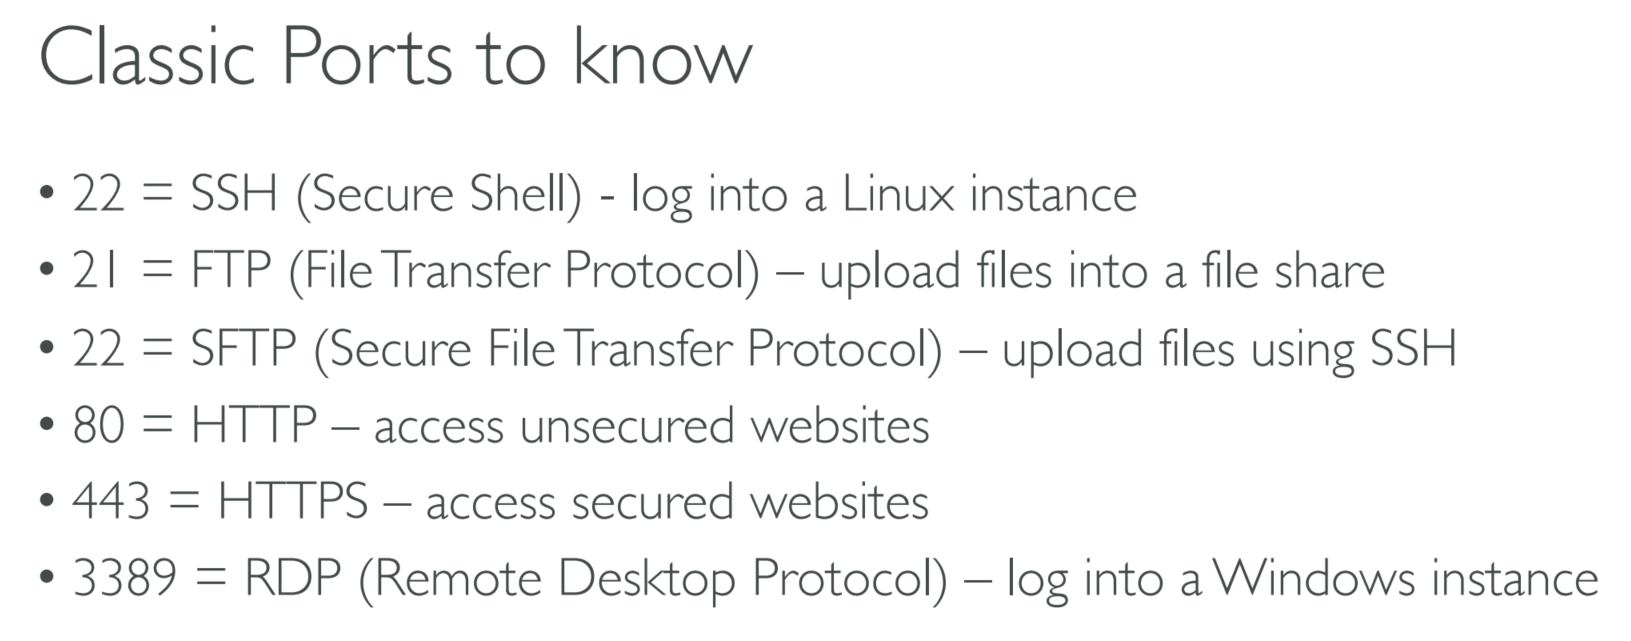 Classic Ports to know
• 22 = SSH (Secure Shell) - log into a Linux instance
• 21 = FTP (File Transfer Protocol) – upload files into a file share
• 22 = SFTP (Secure File Transfer Protocol) – upload files using SSH
• 80 = HTTP – access unsecured websites
• 443 = HTTPS – access secured websites
• 3389 = RDP (Remote Desktop Protocol) – log into a Windows instance